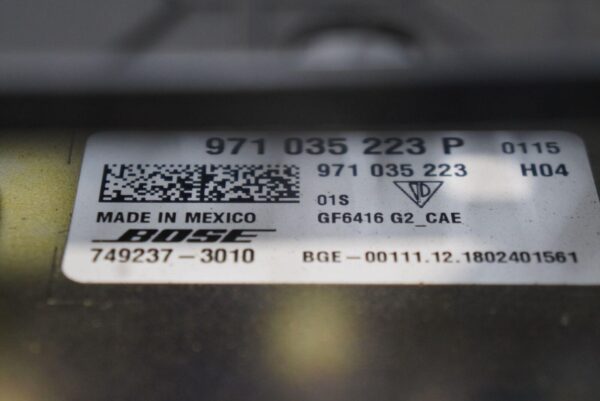 971 035 223 P 0115
971 035 223 H04
01S
MADE IN MEXICO GF6416 G2_CAE
BOSE
749237-3010 BGE-00111.12.1802401561